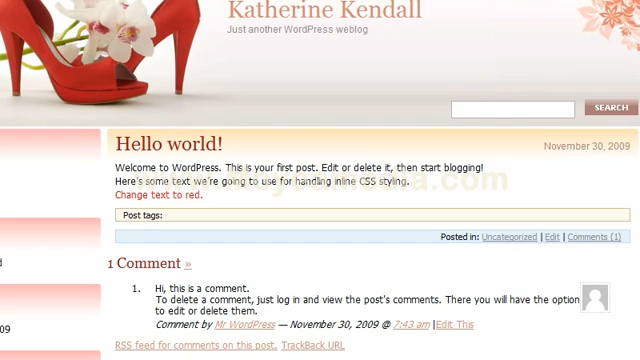 Katherine Kendall
Just another WordPress weblog
SEARCH
Hello world!
November 30, 2009
Welcome to WordPress. This is your first post. Edit or delete it, then start blogging!
Here's some text we're going to use for handling inline CSS styling.
Change text to red.
Post tags:
Posted in: Uncategorized | Edit | Comments (1)
1 Comment »
1. Hi, this is a comment.
To delete a comment, just log in and view the post's comments. There you will have the option
to edit or delete them.
Comment by Mr WordPress — November 30, 2009 @ 7:43 am |Edit This
RSS feed for comments on this post. TrackBack URL